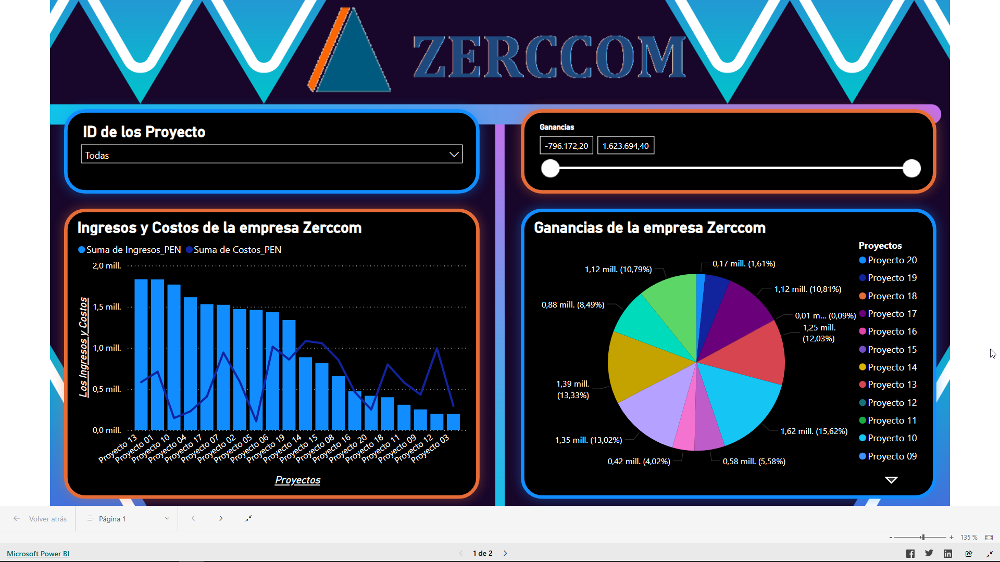 ZERCCOM
ID de los Proyecto
Todas
Ganancias
-796.172,20
1.623.694,40
Ingresos y Costos de la empresa Zerccom
Suma de Ingresos_PEN
Suma de Costos_PEN
Los Ingresos y Costos
2,0 mill.
1,5 mill.
1,0 mill.
0,5 mill.
0,0 mill.
Proyecto 13
Proyecto 01
Proyecto 10
Proyecto 04
Proyecto 17
Proyecto 07
Proyecto 02
Proyecto 05
Proyecto 06
Proyecto 19
Proyecto 14
Proyecto 15
Proyecto 08
Proyecto 16
Proyecto 20
Proyecto 18
Proyecto 11
Proyecto 09
Proyecto 12
Proyecto 03
Proyectos
Ganancias de la empresa Zerccom
0,17 mill. (1,61%)
1,12 mill. (10,81%)
0,01 m... (0,09%)
1,25 mill.
(12,03%)
1,62 mill. (15,62%)
0,58 mill. (5,58%)
0,42 mill. (4,02%)
1,35 mill. (13,02%)
1,39 mill.
(13,33%)
0,88 mill. (8,49%)
1,12 mill. (10,79%)
Proyectos
Proyecto 20
Proyecto 19
Proyecto 18
Proyecto 17
Proyecto 16
Proyecto 15
Proyecto 14
Proyecto 13
Proyecto 12
Proyecto 11
Proyecto 10
Proyecto 09
Volver atrás
Página 1
- + 135 %
Microsoft Power BI
1 de 2